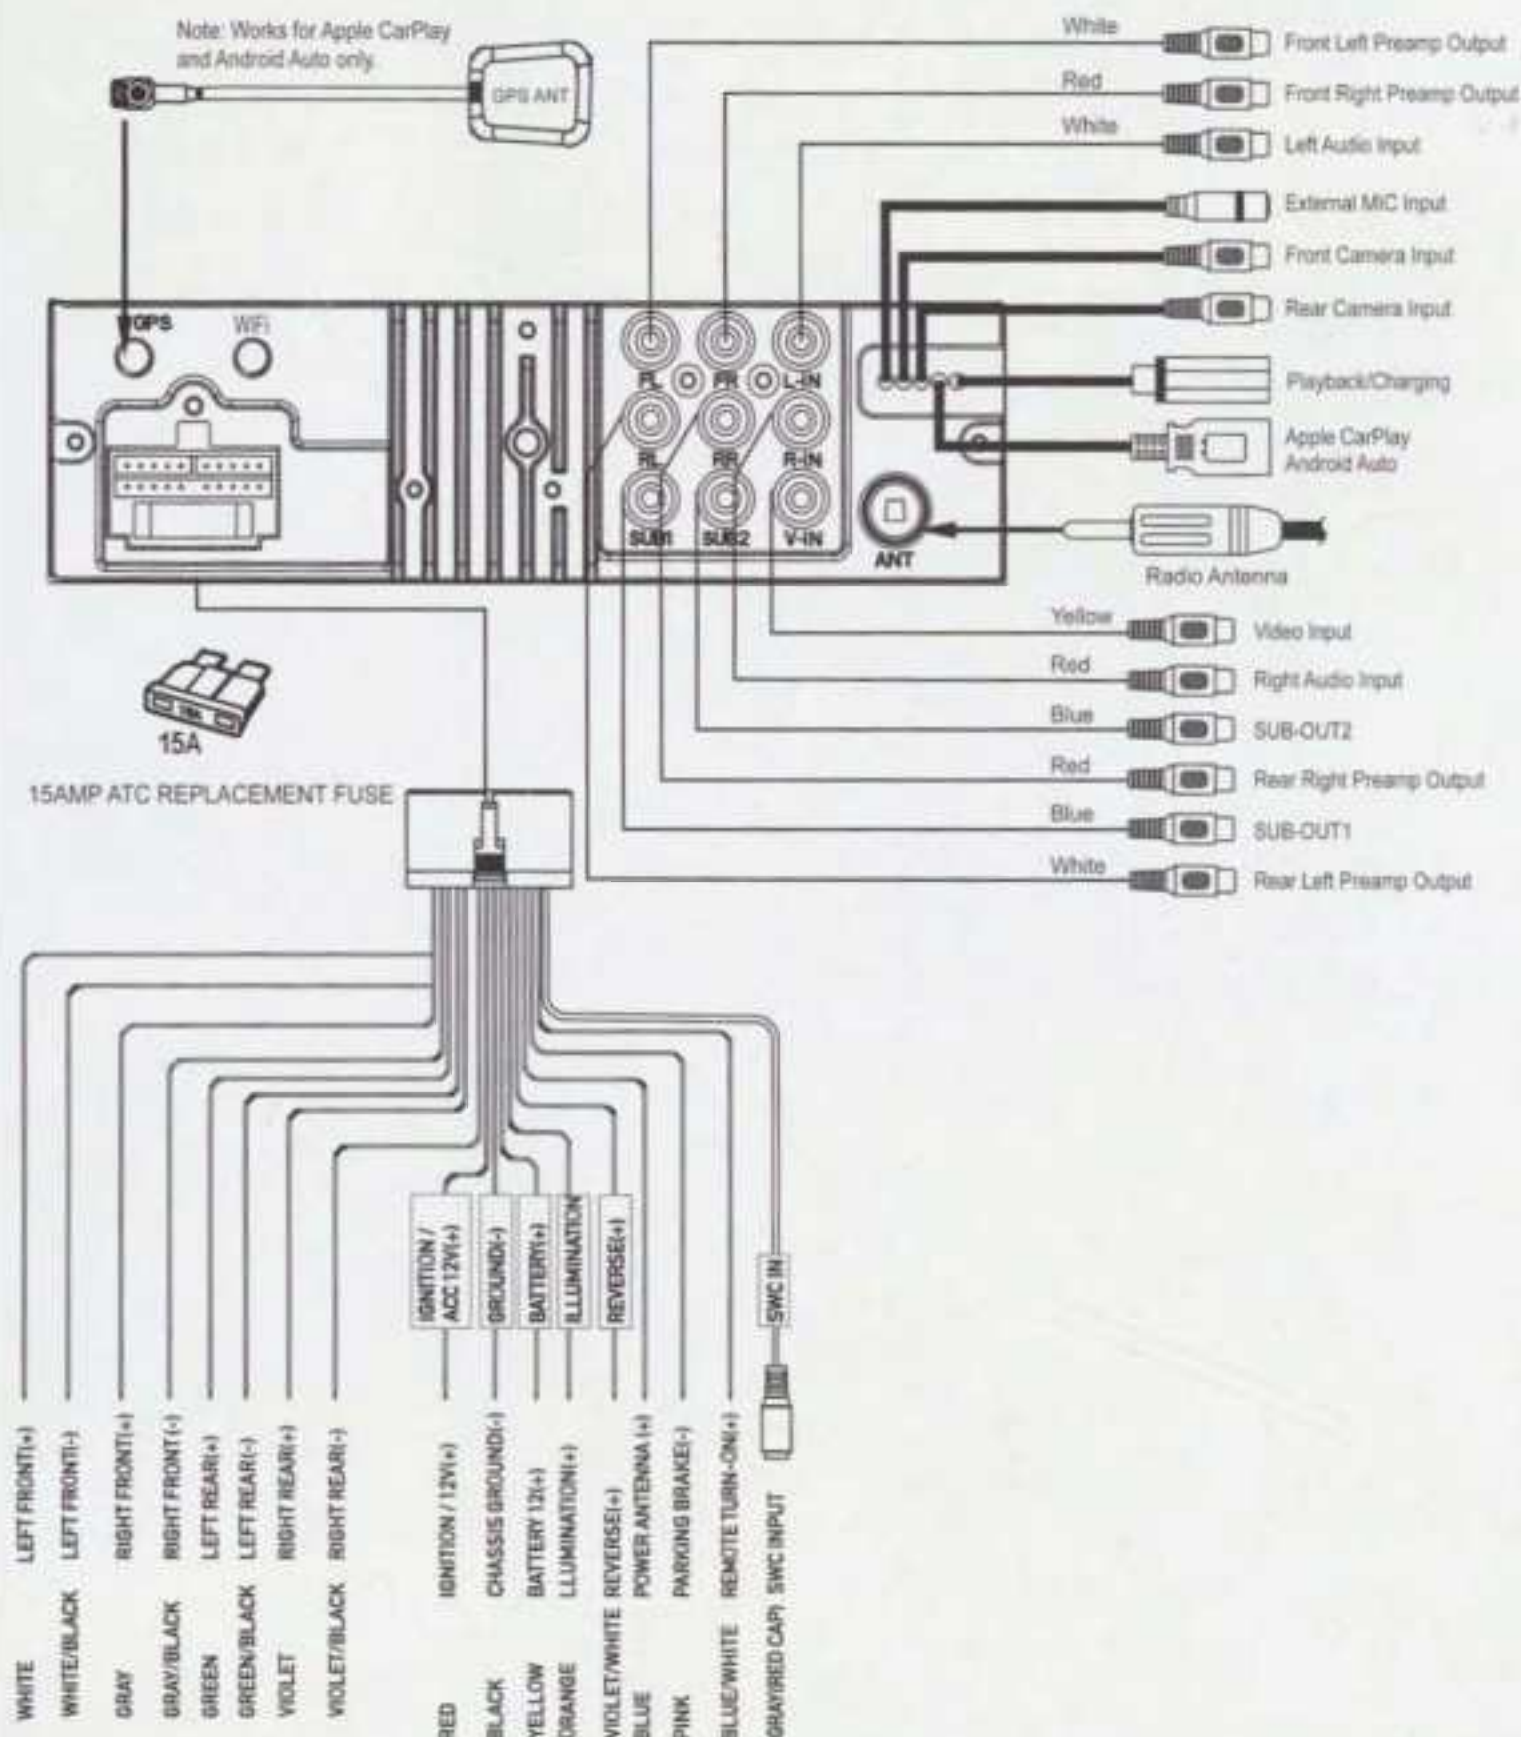 Note: Works for Apple CarPlay
and Android Auto only.
GPS ANT
White
Front Left Preamp Output
Red
Front Right Preamp Output
White
Left Audio Input
External MIC Input
Front Camera Input
Rear Camera Input
GPS
WiFi
FL
FR
L-IN
Playback/Charging
Apple CarPlay
Android Auto
RL
RR
R-IN
SUB1
SUB2
V-IN
ANT
Radio Antenna
Yellow
Video Input
Red
Right Audio Input
Blue
SUB-OUT2
Red
Rear Right Preamp Output
Blue
SUB-OUT1
White
Rear Left Preamp Output
15A
15AMP ATC REPLACEMENT FUSE
IGNITION /
ACC 12V(+)
GROUND(-)
BATTERY(+)
ILLUMINATION
REVERSE(+)
SWC IN
WHITE LEFT FRONT(+)
WHITE/BLACK LEFT FRONT(-)
GRAY RIGHT FRONT(+)
GRAY/BLACK RIGHT FRONT(-)
GREEN LEFT REAR(+)
GREEN/BLACK LEFT REAR(-)
VIOLET RIGHT REAR(+)
VIOLET/BLACK RIGHT REAR(-)
RED IGNITION / 12V(+)
BLACK CHASSIS GROUND(-)
YELLOW BATTERY 12(+)
ORANGE LLUMINATION(+)
VIOLET/WHITE REVERSE(+)
BLUE POWER ANTENNA (+)
PINK PARKING BRAKE(-)
BLUE/WHITE REMOTE TURN-ON(+)
GRAY(RED CAP) SWC INPUT